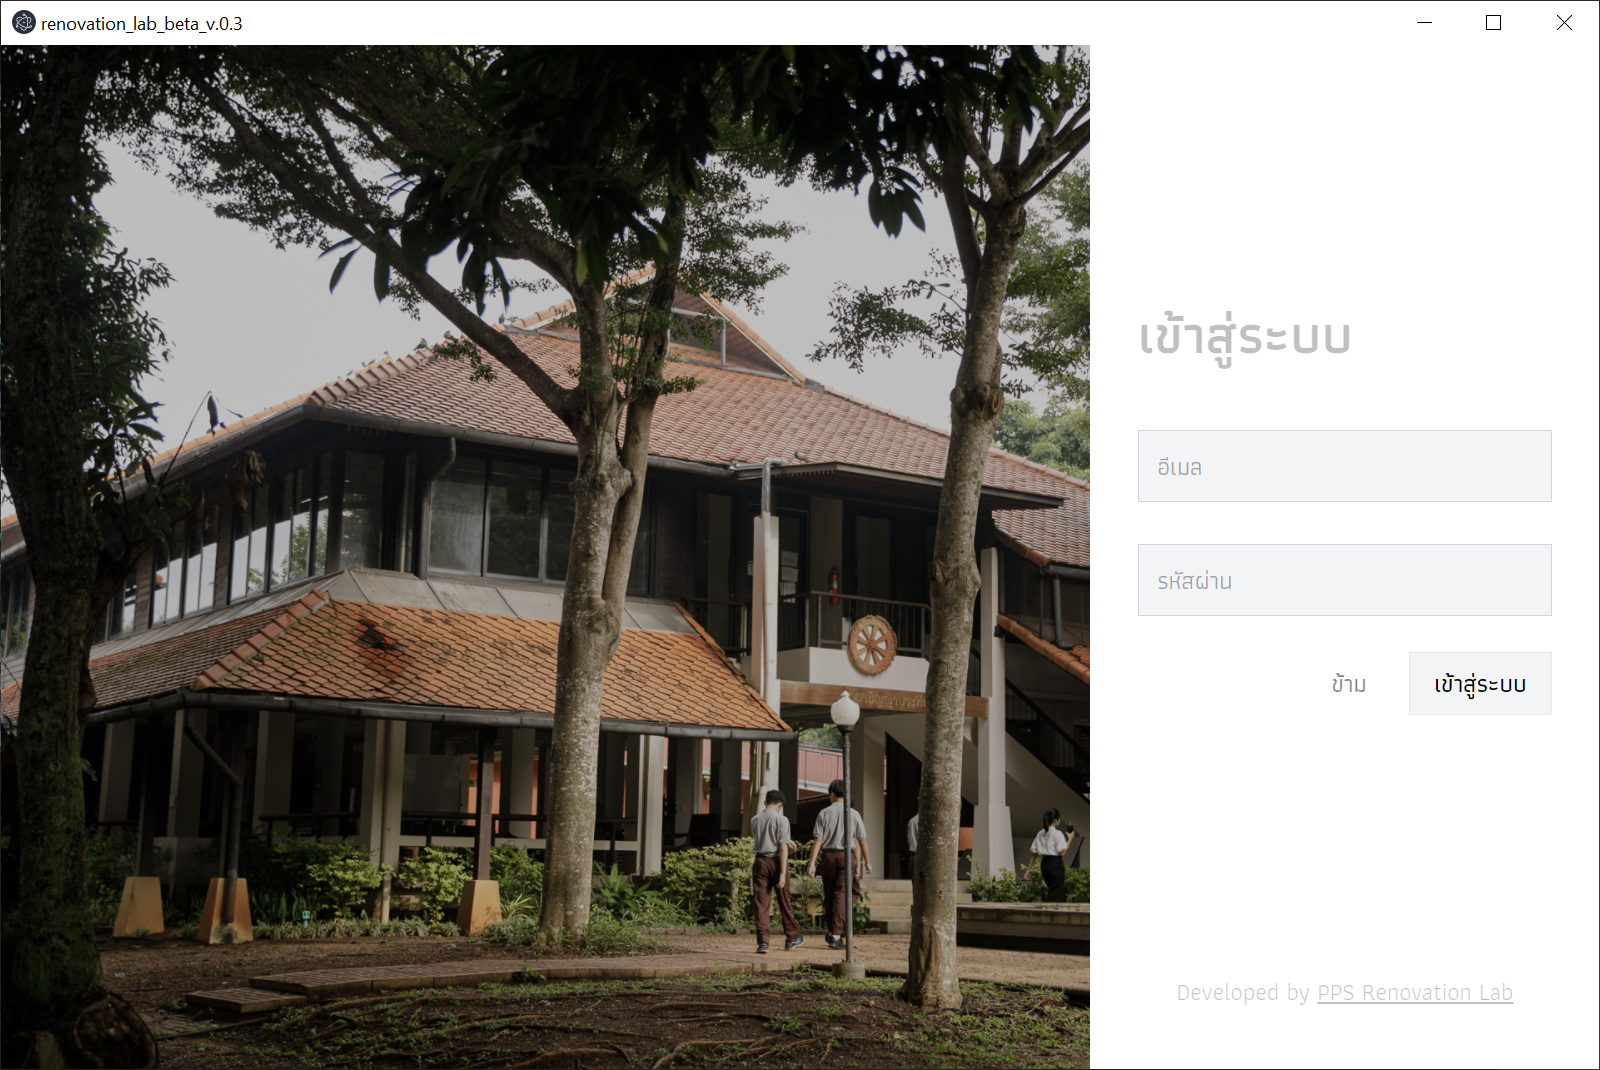 renovation_lab_beta_v.0.3
เข้าสู่ระบบ
อีเมล
รหัสผ่าน
ข้าม
เข้าสู่ระบบ
Developed by PPS Renovation Lab